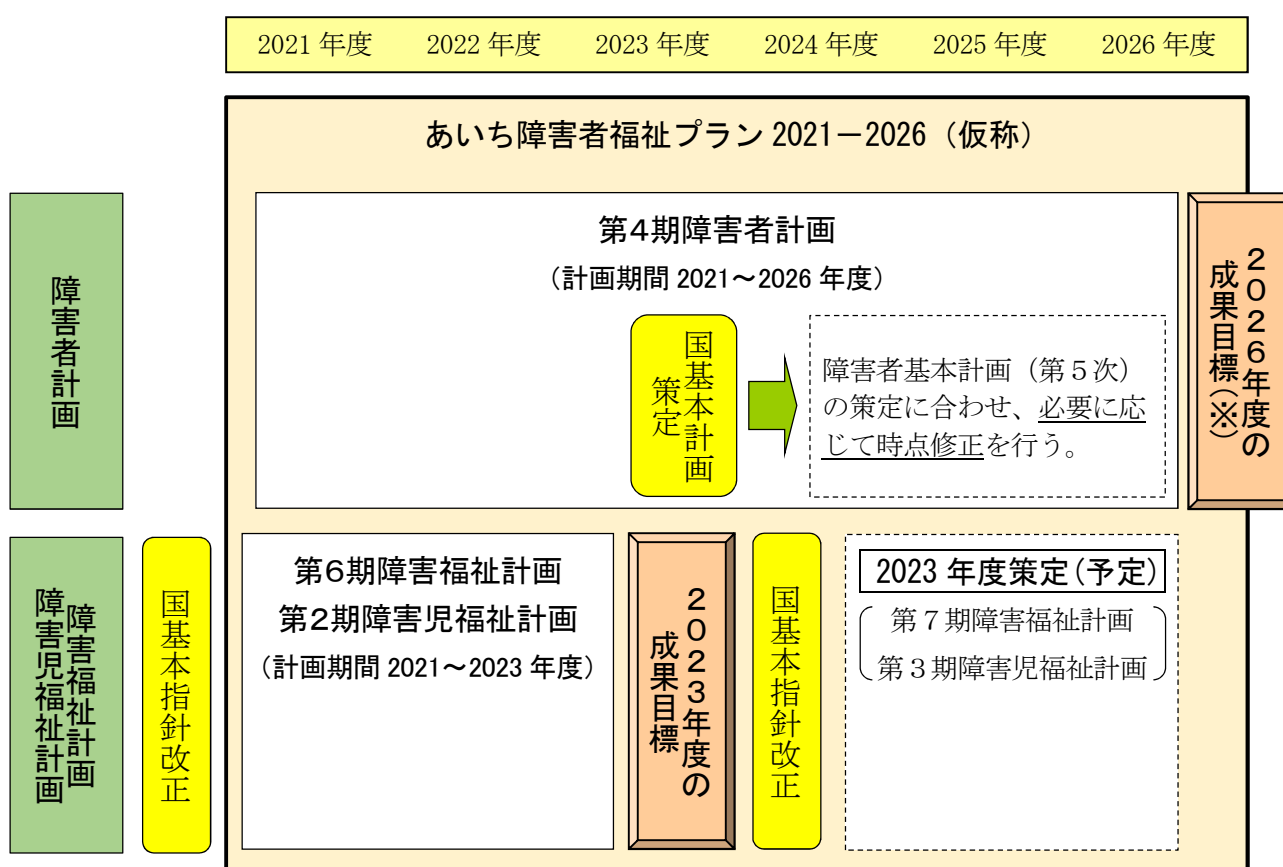 2021 年度 2022 年度 2023 年度 2024 年度 2025 年度 2026 年度
あいち障害者福祉プラン 2021－2026（仮称）
障害者計画
第４期障害者計画
（計画期間 2021～2026 年度）
国基本計画
策定
障害者基本計画（第５次）
の策定に合わせ、必要に応
じて時点修正を行う。
２０２６年度の
成果目標（※）
障害福祉計画
障害児福祉計画
国基本指針改正
第６期障害福祉計画
第２期障害児福祉計画
（計画期間 2021～2023 年度）
２０２３年度の
成果目標
国基本指針改正
2023 年度策定（予定）
第７期障害福祉計画
第３期障害児福祉計画